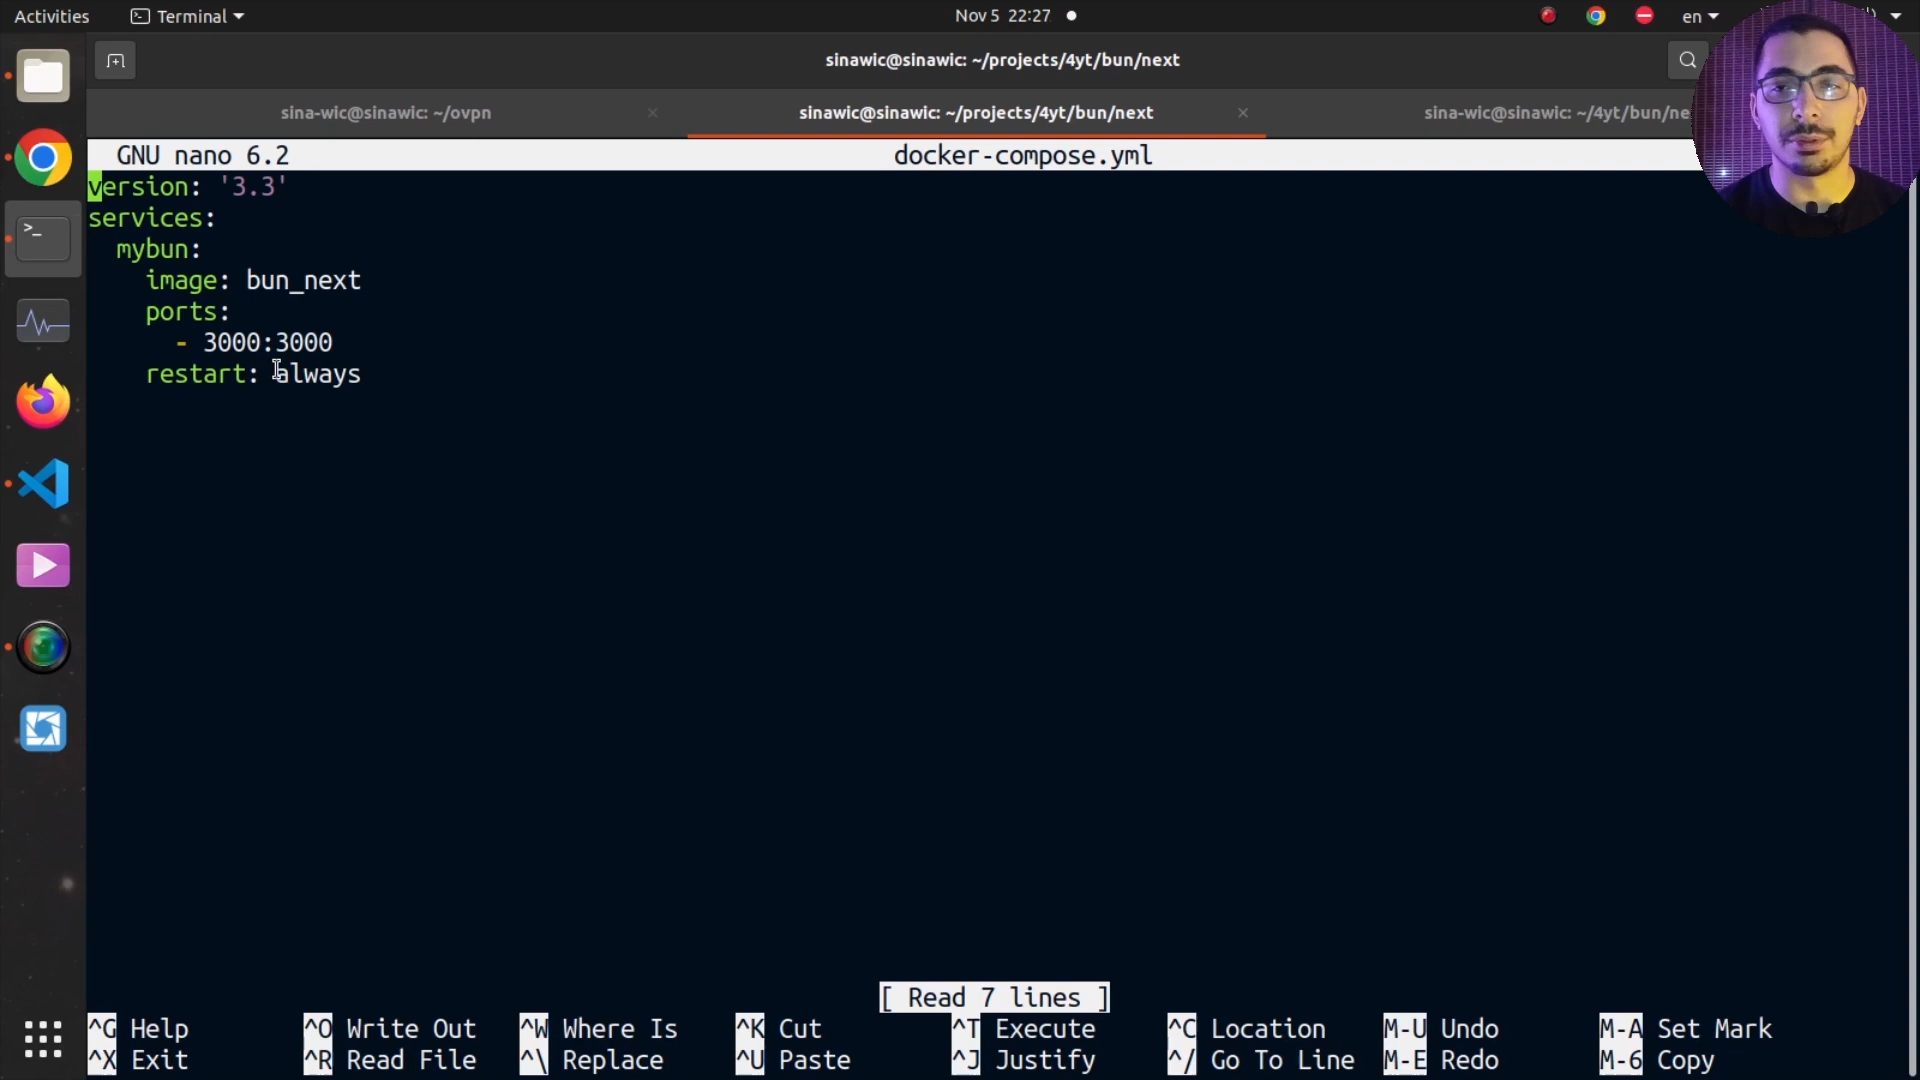 Activities Terminal Nov 5 22:27 en
sinawic@sinawic: ~/projects/4yt/bun/next
sina-wic@sinawic: ~/ovpn × sinawic@sinawic: ~/projects/4yt/bun/next × sina-wic@sinawic: ~/4yt/bun/ne
GNU nano 6.2 docker-compose.yml
version: '3.3'
services:
  mybun:
    image: bun_next
    ports:
      - 3000:3000
    restart: always
[ Read 7 lines ]
^G Help ^O Write Out ^W Where Is ^K Cut ^T Execute ^C Location M-U Undo M-A Set Mark
^X Exit ^R Read File ^\ Replace ^U Paste ^J Justify ^/ Go To Line M-E Redo M-6 Copy